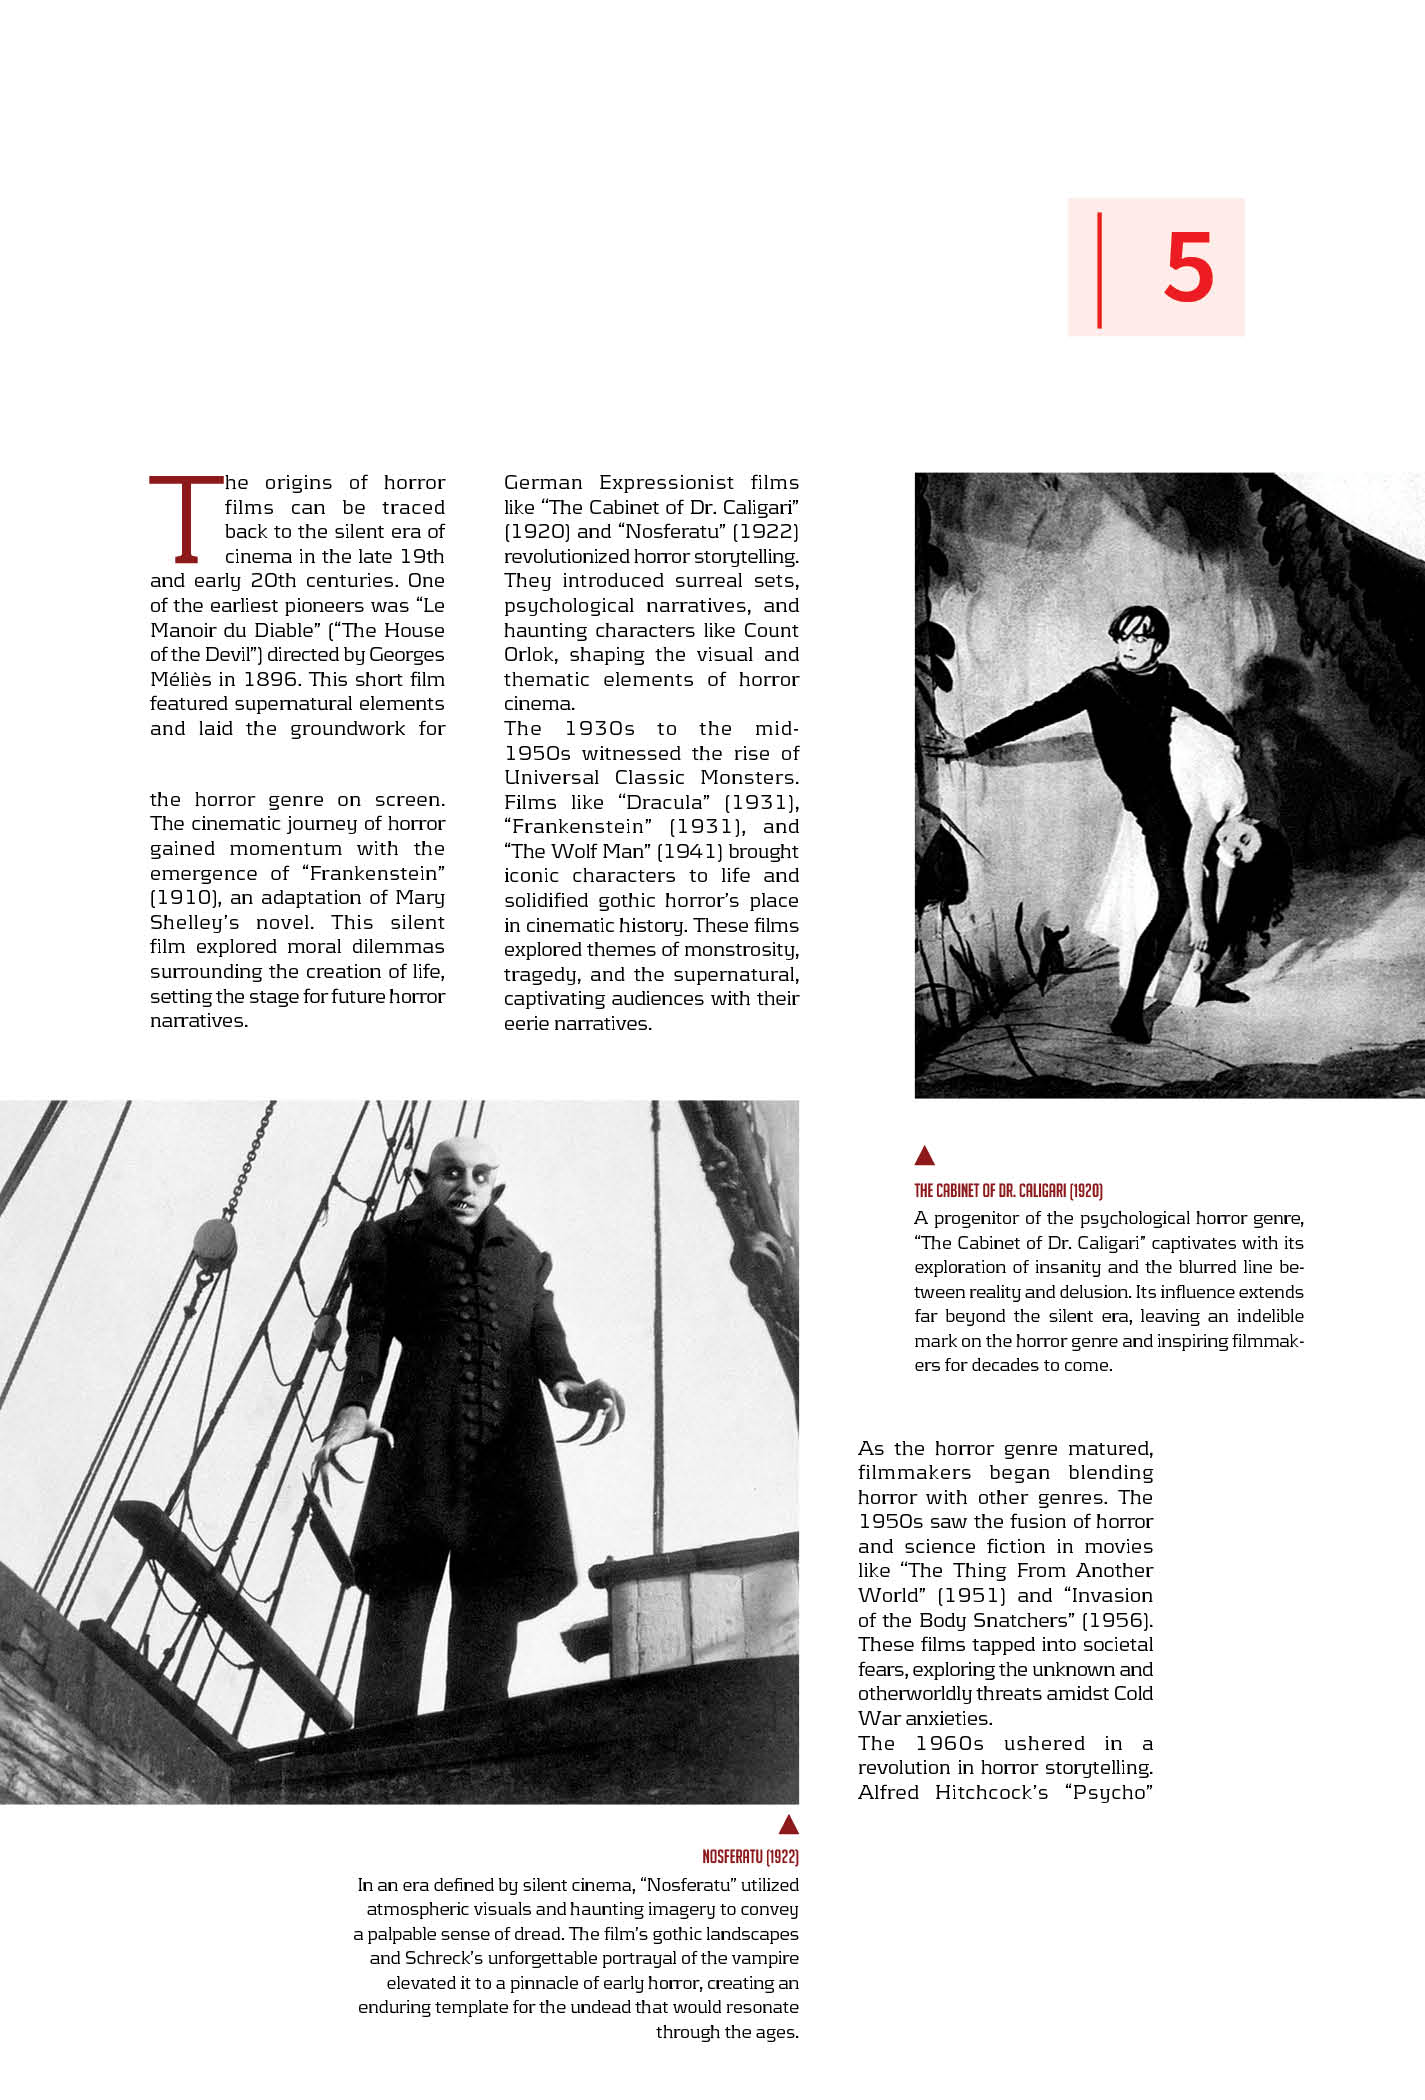 5
The origins of horror
films can be traced
back to the silent era of
cinema in the late 19th
and early 20th centuries. One
of the earliest pioneers was “Le
Manoir du Diable” (“The House
of the Devil”) directed by Georges
Méliès in 1896. This short film
featured supernatural elements
and laid the groundwork for
the horror genre on screen.
The cinematic journey of horror
gained momentum with the
emergence of “Frankenstein”
(1910), an adaptation of Mary
Shelley’s novel. This silent
film explored moral dilemmas
surrounding the creation of life,
setting the stage for future horror
narratives.
German Expressionist films
like “The Cabinet of Dr. Caligari”
(1920) and “Nosferatu” (1922)
revolutionized horror storytelling.
They introduced surreal sets,
psychological narratives, and
haunting characters like Count
Orlok, shaping the visual and
thematic elements of horror
cinema.
The 1930s to the mid-
1950s witnessed the rise of
Universal Classic Monsters.
Films like “Dracula” (1931),
“Frankenstein” (1931), and
“The Wolf Man” (1941) brought
iconic characters to life and
solidified gothic horror’s place
in cinematic history. These films
explored themes of monstrosity,
tragedy, and the supernatural,
captivating audiences with their
eerie narratives.
▲
THE CABINET OF DR. CALIGARI (1920)
A progenitor of the psychological horror genre,
“The Cabinet of Dr. Caligari” captivates with its
exploration of insanity and the blurred line be-
tween reality and delusion. Its influence extends
far beyond the silent era, leaving an indelible
mark on the horror genre and inspiring filmmak-
ers for decades to come.
As the horror genre matured,
filmmakers began blending
horror with other genres. The
1950s saw the fusion of horror
and science fiction in movies
like “The Thing From Another
World” (1951) and “Invasion
of the Body Snatchers” (1956).
These films tapped into societal
fears, exploring the unknown and
otherworldly threats amidst Cold
War anxieties.
The 1960s ushered in a
revolution in horror storytelling.
Alfred Hitchcock’s “Psycho”
▲
NOSFERATU (1922)
In an era defined by silent cinema, “Nosferatu” utilized
atmospheric visuals and haunting imagery to convey
a palpable sense of dread. The film’s gothic landscapes
and Schreck’s unforgettable portrayal of the vampire
elevated it to a pinnacle of early horror, creating an
enduring template for the undead that would resonate
through the ages.